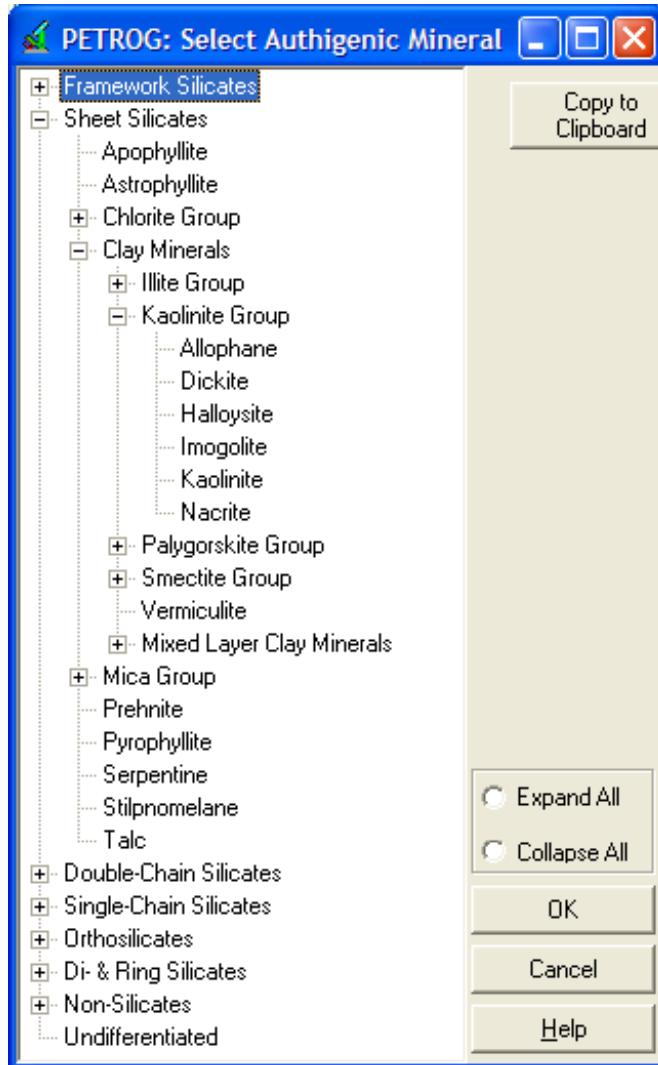 PETROG: Select Authigenic Mineral
Framework Silicates
Sheet Silicates
Apophyllite
Astrophyllite
Chlorite Group
Clay Minerals
Illite Group
Kaolinite Group
Allophane
Dickite
Halloysite
Imogolite
Kaolinite
Nacrite
Palygorskite Group
Smectite Group
Vermiculite
Mixed Layer Clay Minerals
Mica Group
Prehnite
Pyrophyllite
Serpentine
Stilpnomelane
Talc
Double-Chain Silicates
Single-Chain Silicates
Orthosilicates
Di- & Ring Silicates
Non-Silicates
Undifferentiated
Copy to
Clipboard
Expand All
Collapse All
OK
Cancel
Help